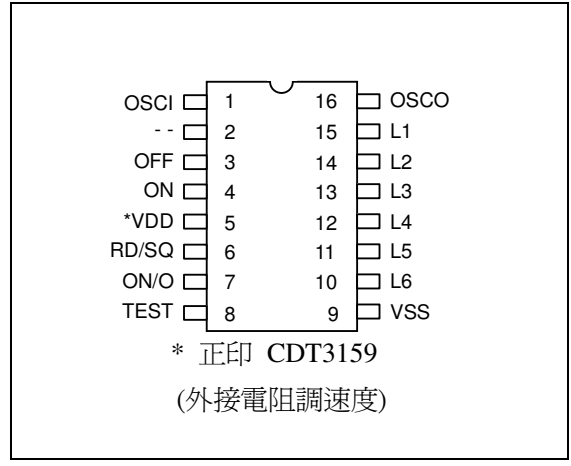 OSCI 1 16 OSCO
- - 2 15 L1
OFF 3 14 L2
ON 4 13 L3
*VDD 5 12 L4
RD/SQ 6 11 L5
ON/O 7 10 L6
TEST 8 9 VSS
* 正印 CDT3159
(外接電阻調速度)